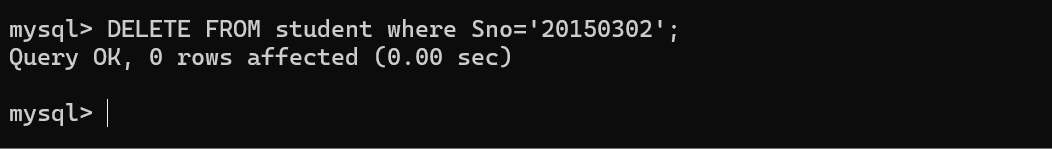 mysql> DELETE FROM student where Sno='20150302';
Query OK, 0 rows affected (0.00 sec)
mysql>